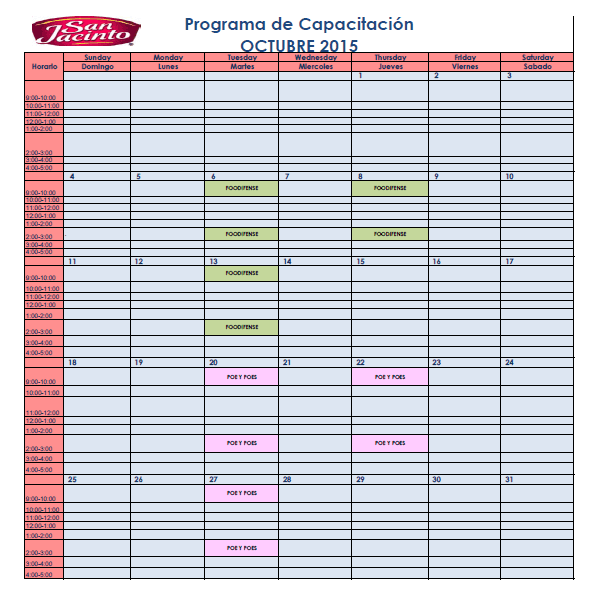 San
Jacinto
Programa de Capacitación
OCTUBRE 2015
Horario Sunday Monday Tuesday Wednesday Thursday Friday Saturday
Domingo Lunes Martes Miercoles Jueves Viernes Sabado
1 2 3
9:00-10:00
10:00-11:00
11:00-12:00
12:00-1:00
1:00-2:00
2:00-3:00
3:00-4:00
4:00-5:00
4 5 6 7 8 9 10
9:00-10:00 FOODIFENSE FOODIFENSE
10:00-11:00
11:00-12:00
12:00-1:00
1:00-2:00
2:00-3:00 FOODIFENSE FOODIFENSE
3:00-4:00
4:00-5:00
11 12 13 14 15 16 17
9:00-10:00 FOODIFENSE
10:00-11:00
11:00-12:00
12:00-1:00
1:00-2:00
2:00-3:00 FOODIFENSE
3:00-4:00
4:00-5:00
18 19 20 21 22 23 24
9:00-10:00 POE Y POES POE Y POES
10:00-11:00
11:00-12:00
12:00-1:00
1:00-2:00
2:00-3:00 POE Y POES POE Y POES
3:00-4:00
4:00-5:00
25 26 27 28 29 30 31
9:00-10:00 POE Y POES
10:00-11:00
11:00-12:00
12:00-1:00
1:00-2:00
2:00-3:00 POE Y POES
3:00-4:00
4:00-5:00